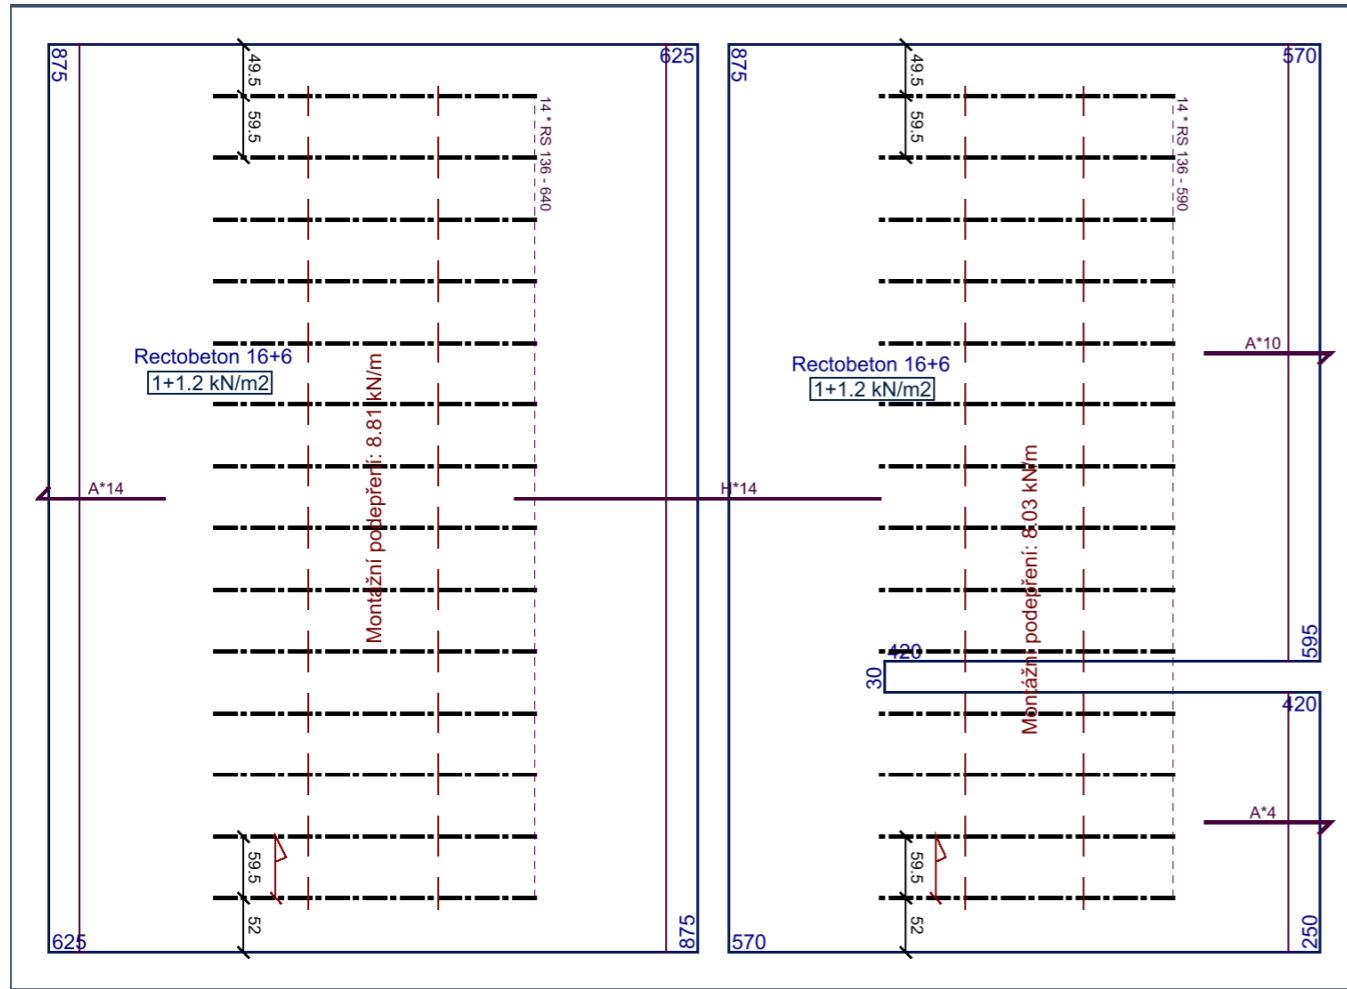 875
625
49.5
59.5
14 * RS 136 - 640
Rectobeton 16+6
1+1.2 kN/m2
Montažní podepření: 8.81 kN/m
A*14
59.5
52
625
875
H*14
875
570
49.5
59.5
14 * RS 136 - 590
Rectobeton 16+6
1+1.2 kN/m2
A*10
Montážní podepření: 8.03 kN/m
595
420
30
420
A*4
59.5
52
570
250